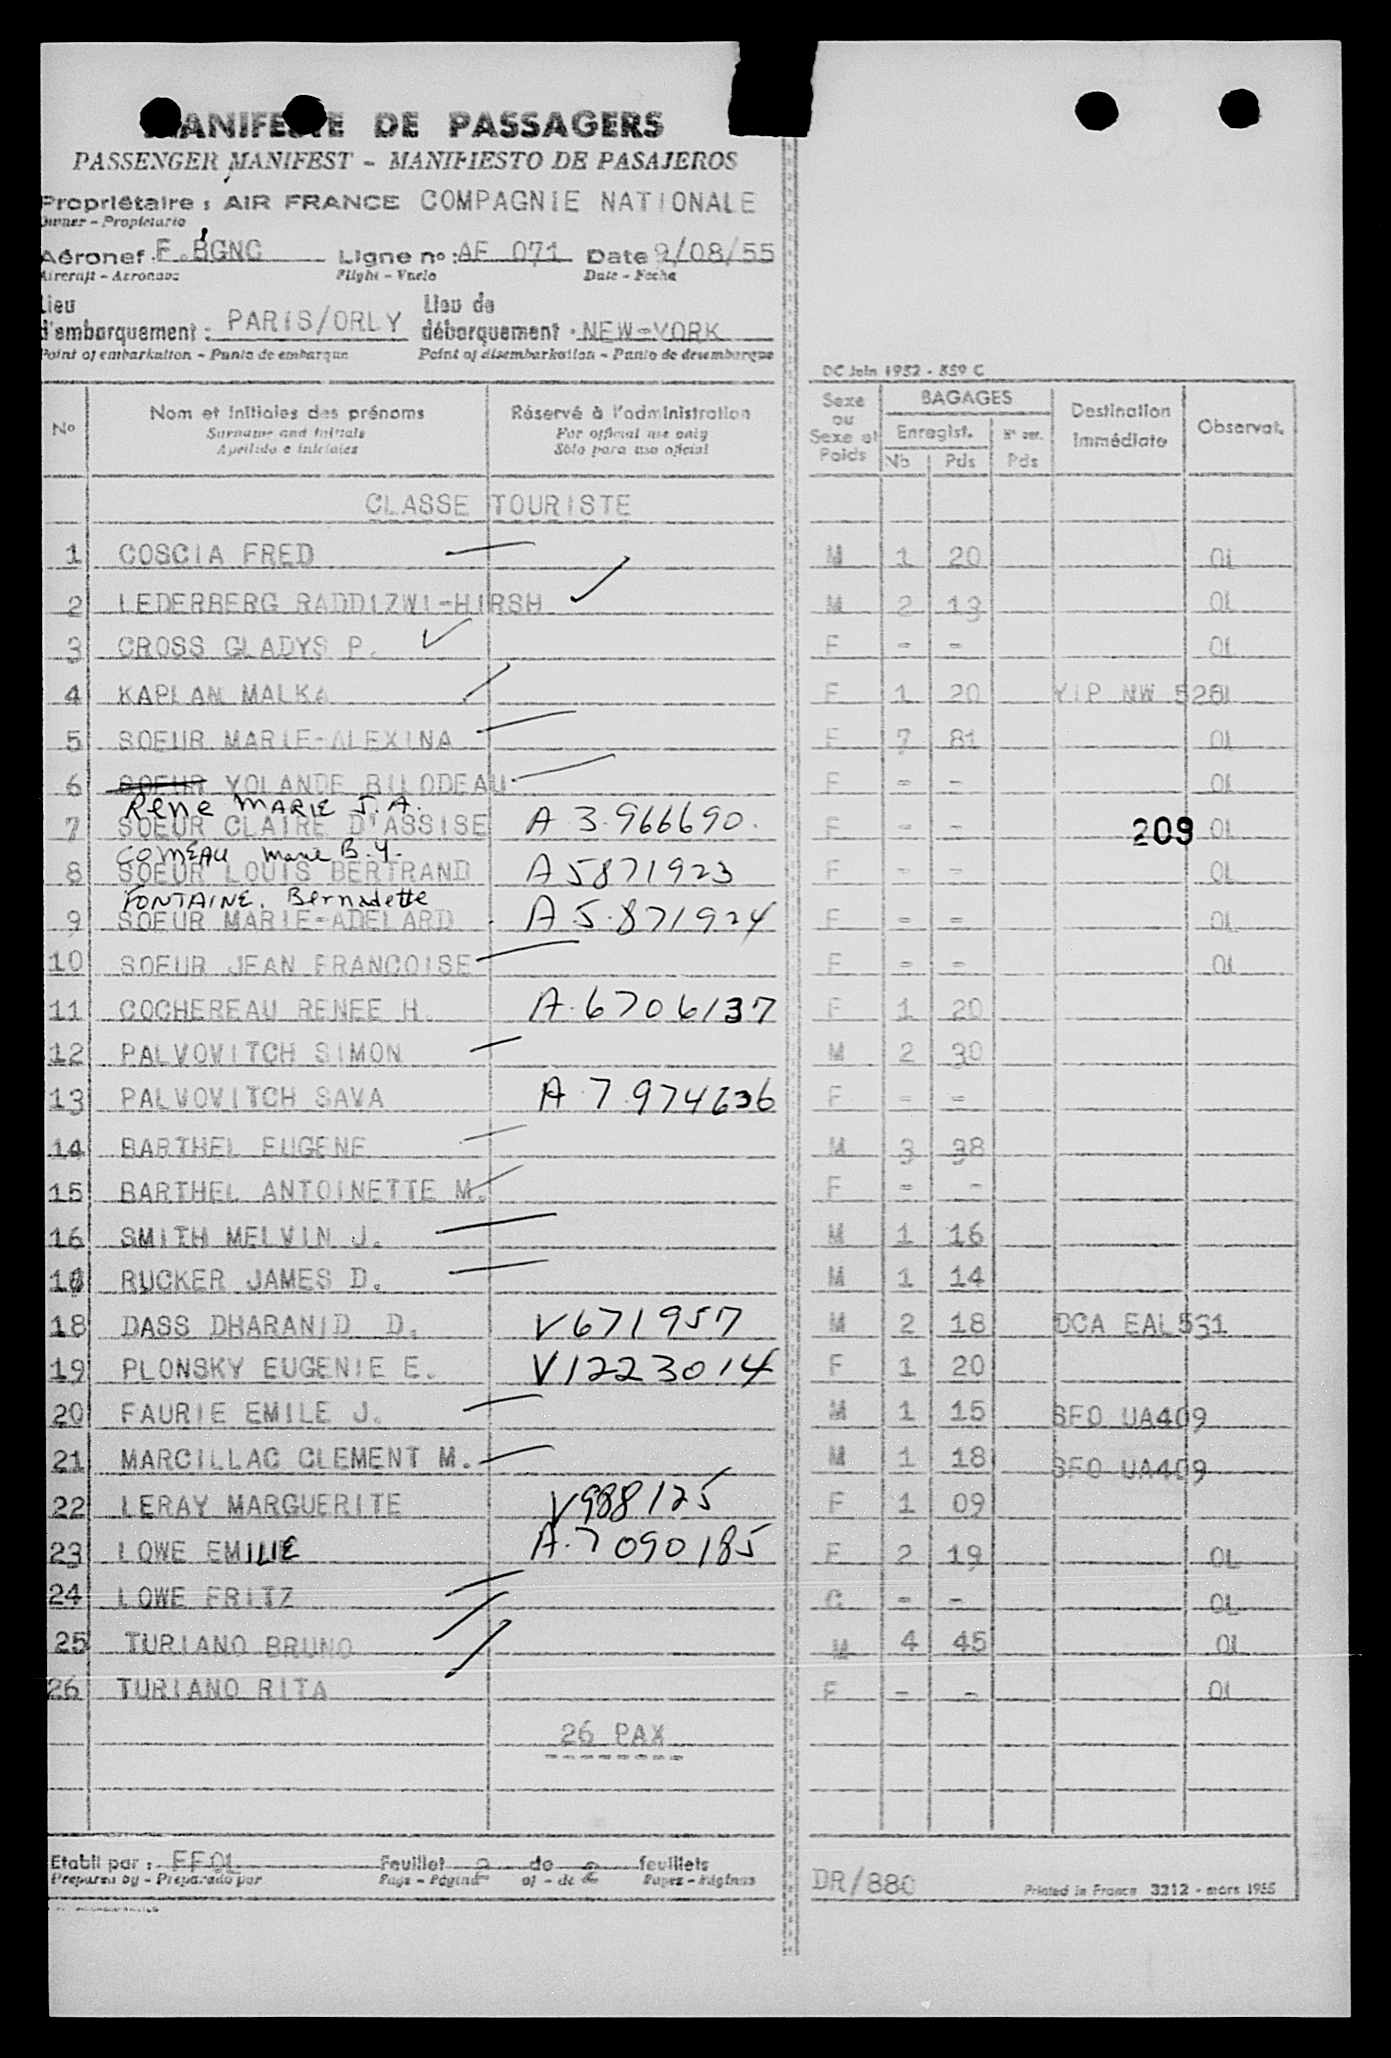 MANIFESTE DE PASSAGERS
PASSENGER MANIFEST - MANIFIESTO DE PASAJEROS
Propriétaire : AIR FRANCE COMPAGNIE NATIONALE
Owner - Propietario
Aéronef F.BGNC Ligne no : AF 071 Date 9/08/55
Aircraft - Aeronave Flight - Vuelo Date - Fecha
Lieu d'embarquement : PARIS/ORLY Lieu de débarquement : NEW-YORK
Point of embarkation - Punto de embarque Point of disembarkation - Punto de desembarque
DC Juin 1952 - 859 C
No Nom et initiales des prénoms Réservé à l'administration Sexe ou Sexe et Poids BAGAGES Enregist. Nb Pds Nº ser. Pds Destination immédiate Observat.
Surname and initials For official use only
Apellido e iniciales Sólo para uso oficial
CLASSE TOURISTE
1 COSCIA FRED M 1 20 OL
2 LEDERBERG RADDIZWI-HIRSH M 2 13 OL
3 CROSS GLADYS P. F - - OL
4 KAPLAN MALKA F 1 20 YIP NW 526 OL
5 SOEUR MARIE-ALEXINA F 7 81 OL
6 SOEUR YOLANDE BILODEAU F - - OL
Rene MARIE J.A.
7 SOEUR CLAIRE D'ASSISE A 3.966690. F - - 209 OL
COMEAU Marie B.Y.
8 SOEUR LOUIS BERTRAND A5871923 F - - OL
FONTAINE. Bernadette
9 SOEUR MARIE-ADELARD A.5.871924 F - - OL
10 SOEUR JEAN FRANCOISE F - - OL
11 COCHEREAU RENEE H. A.6706137 F 1 20
12 PALVOVITCH SIMON M 2 30
13 PALVOVITCH SAVA A.7.974636 F - -
14 BARTHEL EUGENE M 3 38
15 BARTHEL ANTOINETTE M. F - -
16 SMITH MELVIN J. M 1 16
17 RUCKER JAMES D. M 1 14
18 DASS DHARANID D. V671957 M 2 18 DCA EAL531
19 PLONSKY EUGENIE E. V1223014 F 1 20
20 FAURIE EMILE J. M 1 15 SFO UA409
21 MARCILLAC CLEMENT M. M 1 18 SFO UA409
22 LERAY MARGUERITE V988125 F 1 09
23 LOWE EMILIE A.7090185 F 2 19 OL
24 LOWE FRITZ C - - OL
25 TURIANO BRUNO M 4 45 OL
26 TURIANO RITA F - - OL
26 PAX
Etabli par : FFOL Feuillet 2 de 2 feuillets
Prepared by - Preparado por Page - Página of - de Pages - Páginas
DR/880 Printed in France 3212 - mars 1955